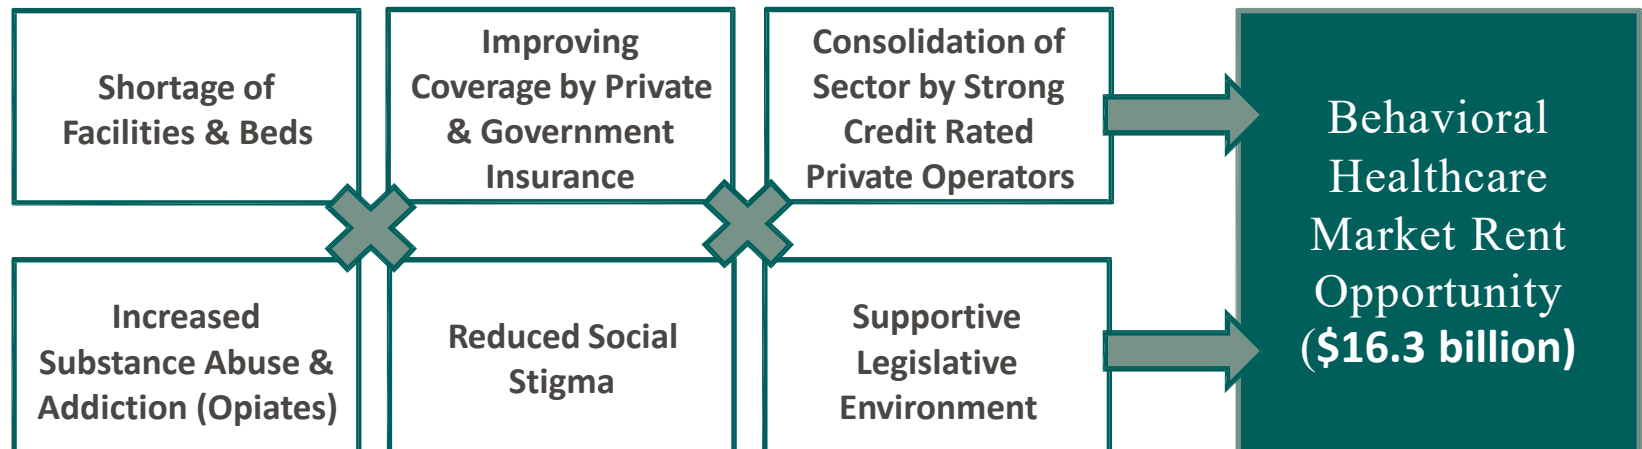 Shortage of
Facilities & Beds
Improving
Coverage by Private
& Government
Insurance
Consolidation of
Sector by Strong
Credit Rated
Private Operators
Increased
Substance Abuse &
Addiction (Opiates)
Reduced Social
Stigma
Supportive
Legislative
Environment
Behavioral
Healthcare
Market Rent
Opportunity
($16.3 billion)